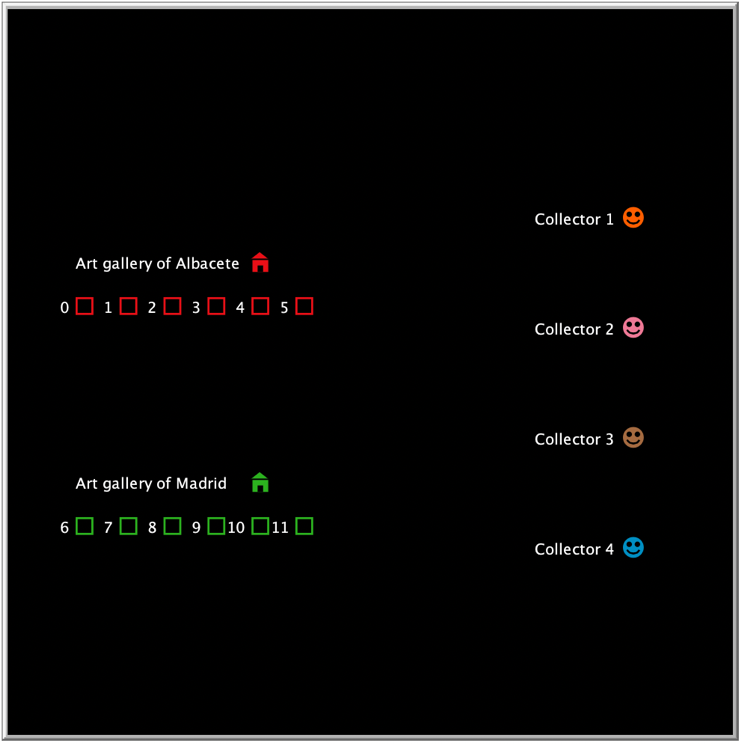 Collector 1
Art gallery of Albacete
0 1 2 3 4 5
Collector 2
Collector 3
Art gallery of Madrid
6 7 8 9 10 11
Collector 4